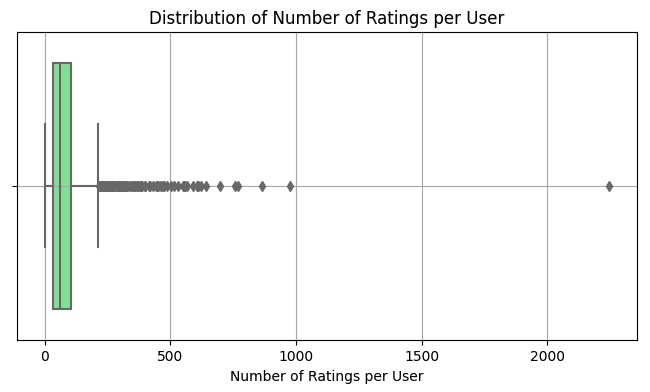 Distribution of Number of Ratings per User
0 500 1000 1500 2000
Number of Ratings per User